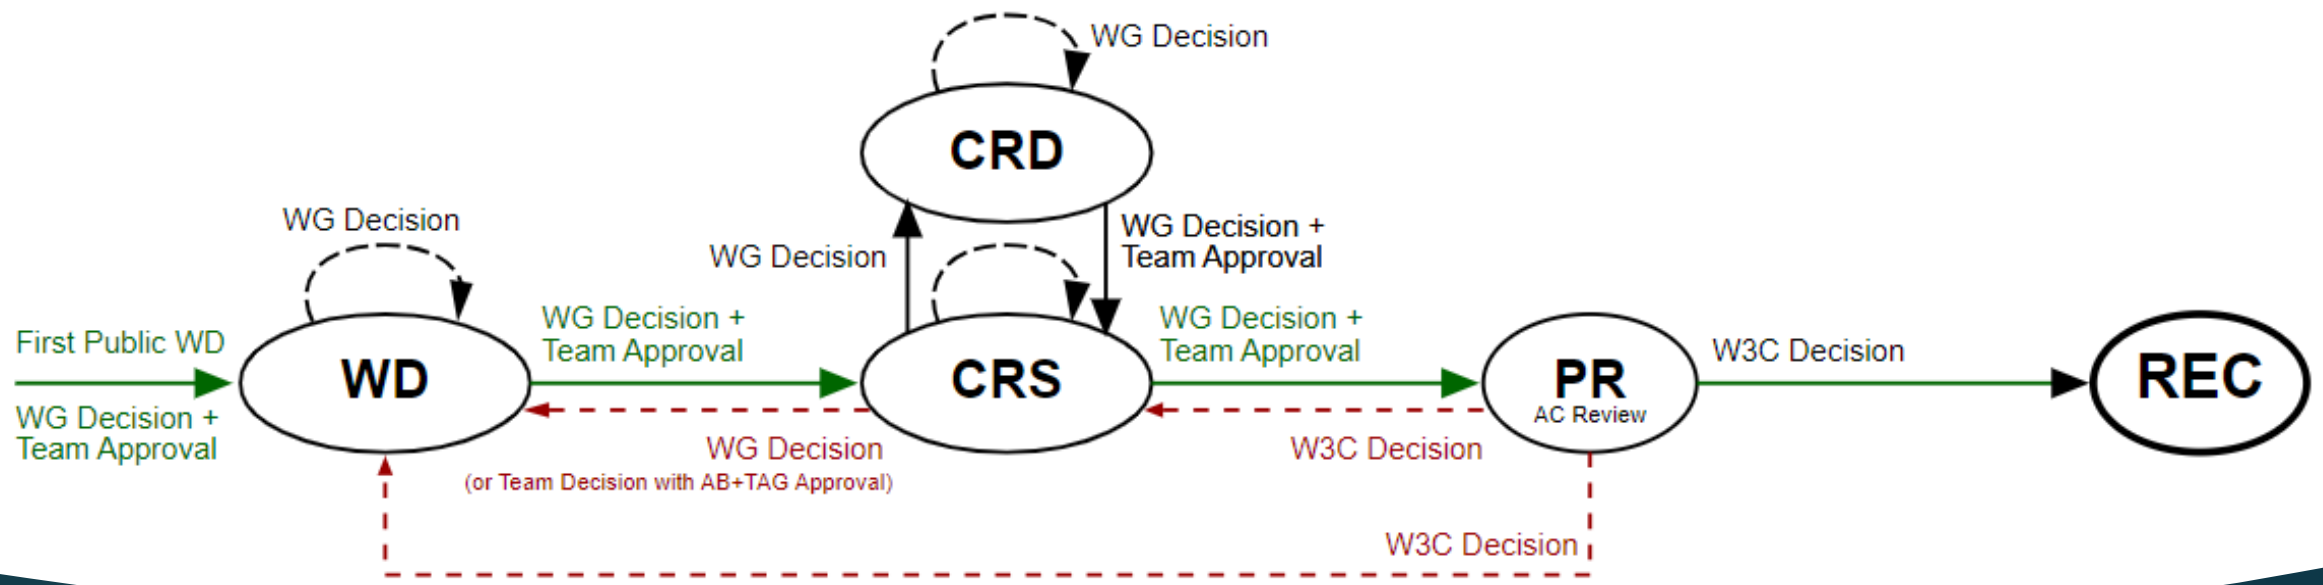 WG Decision
CRD
WG Decision
WG Decision +
Team Approval
WG Decision
First Public WD
WG Decision +
Team Approval
WD
WG Decision +
Team Approval
CRS
WG Decision +
Team Approval
PR
AC Review
W3C Decision
REC
WG Decision
(or Team Decision with AB+TAG Approval)
W3C Decision
W3C Decision